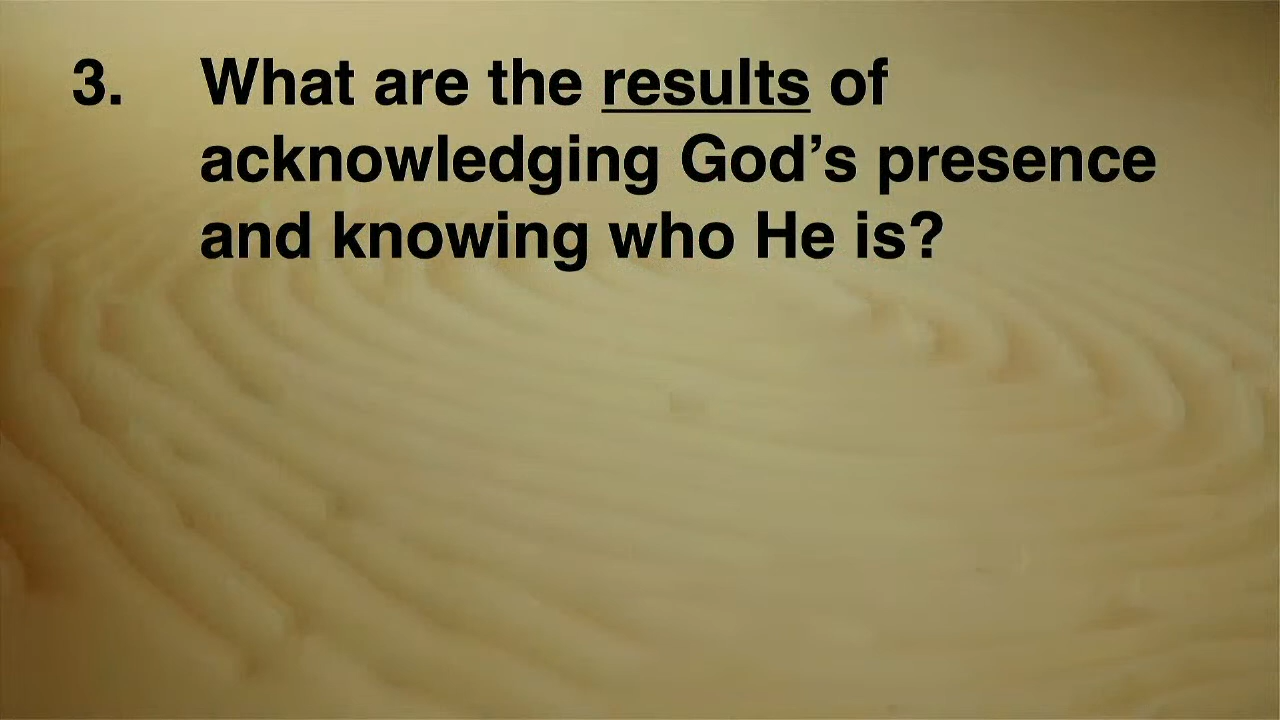 3. What are the results of
acknowledging God’s presence
and knowing who He is?